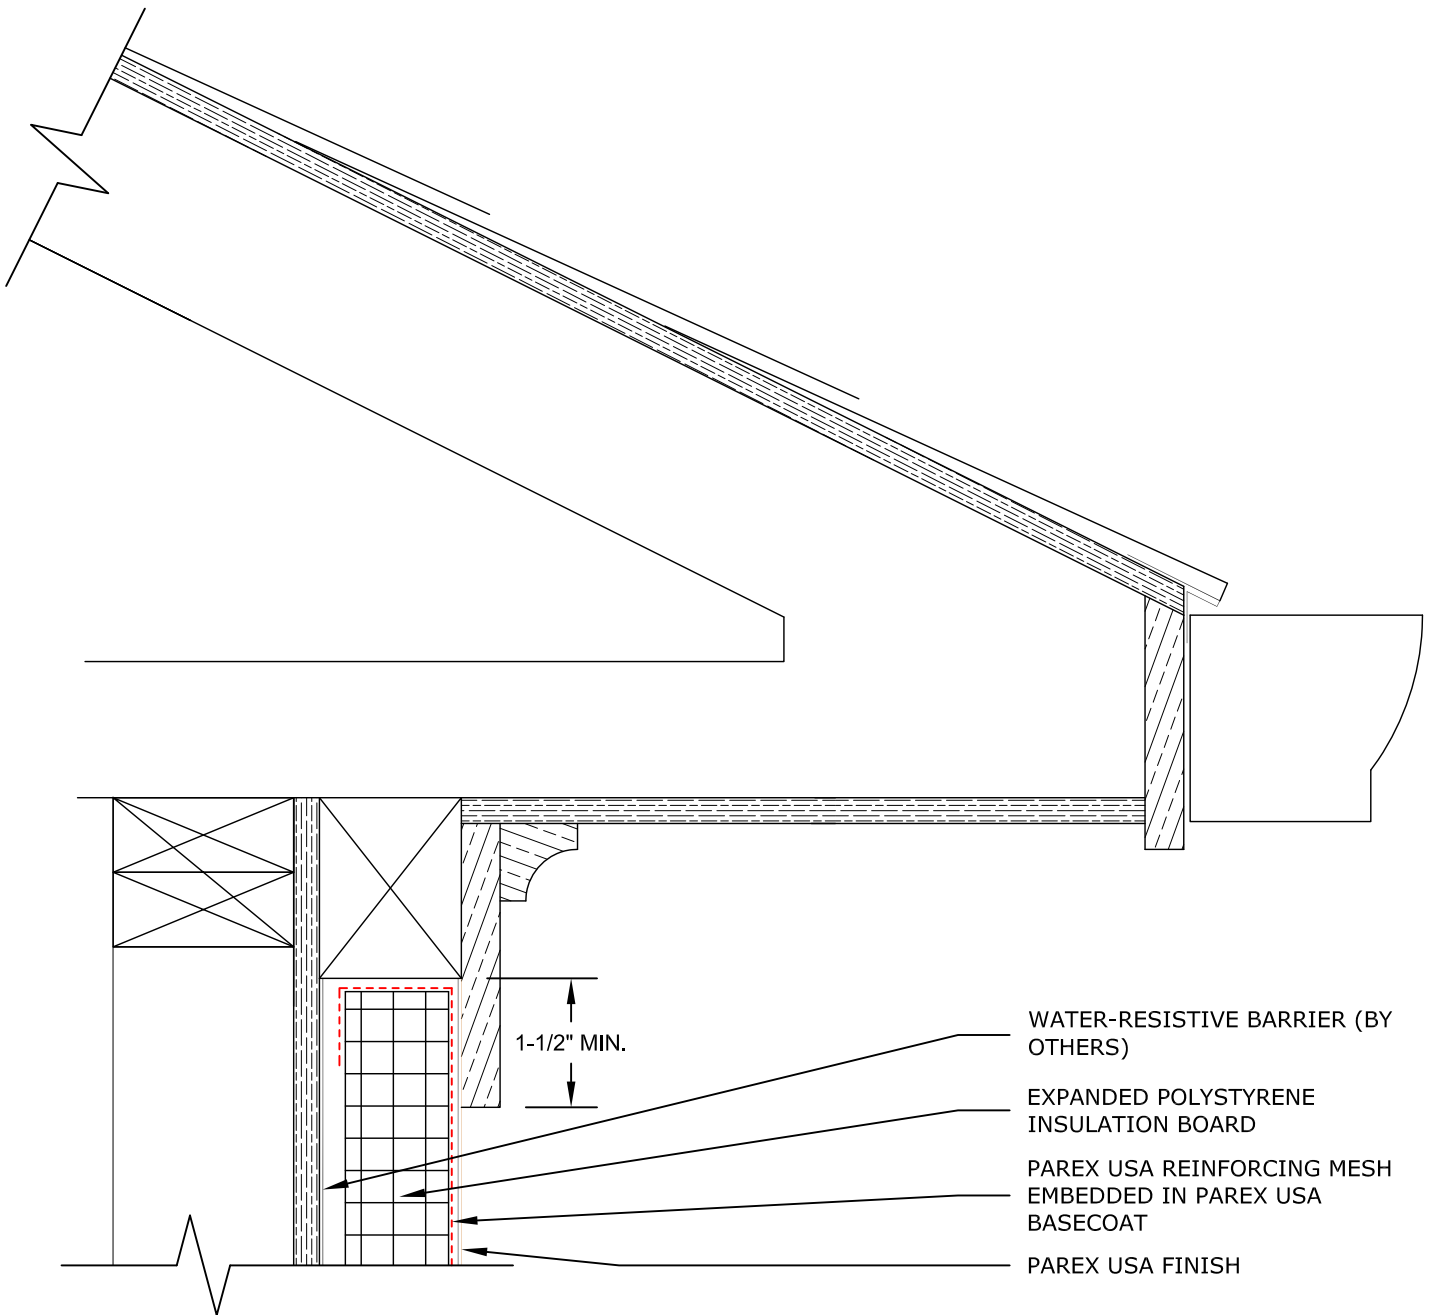 1-1/2" MIN.
WATER-RESISTIVE BARRIER (BY
OTHERS)
EXPANDED POLYSTYRENE
INSULATION BOARD
PAREX USA REINFORCING MESH
EMBEDDED IN PAREX USA
BASECOAT
PAREX USA FINISH